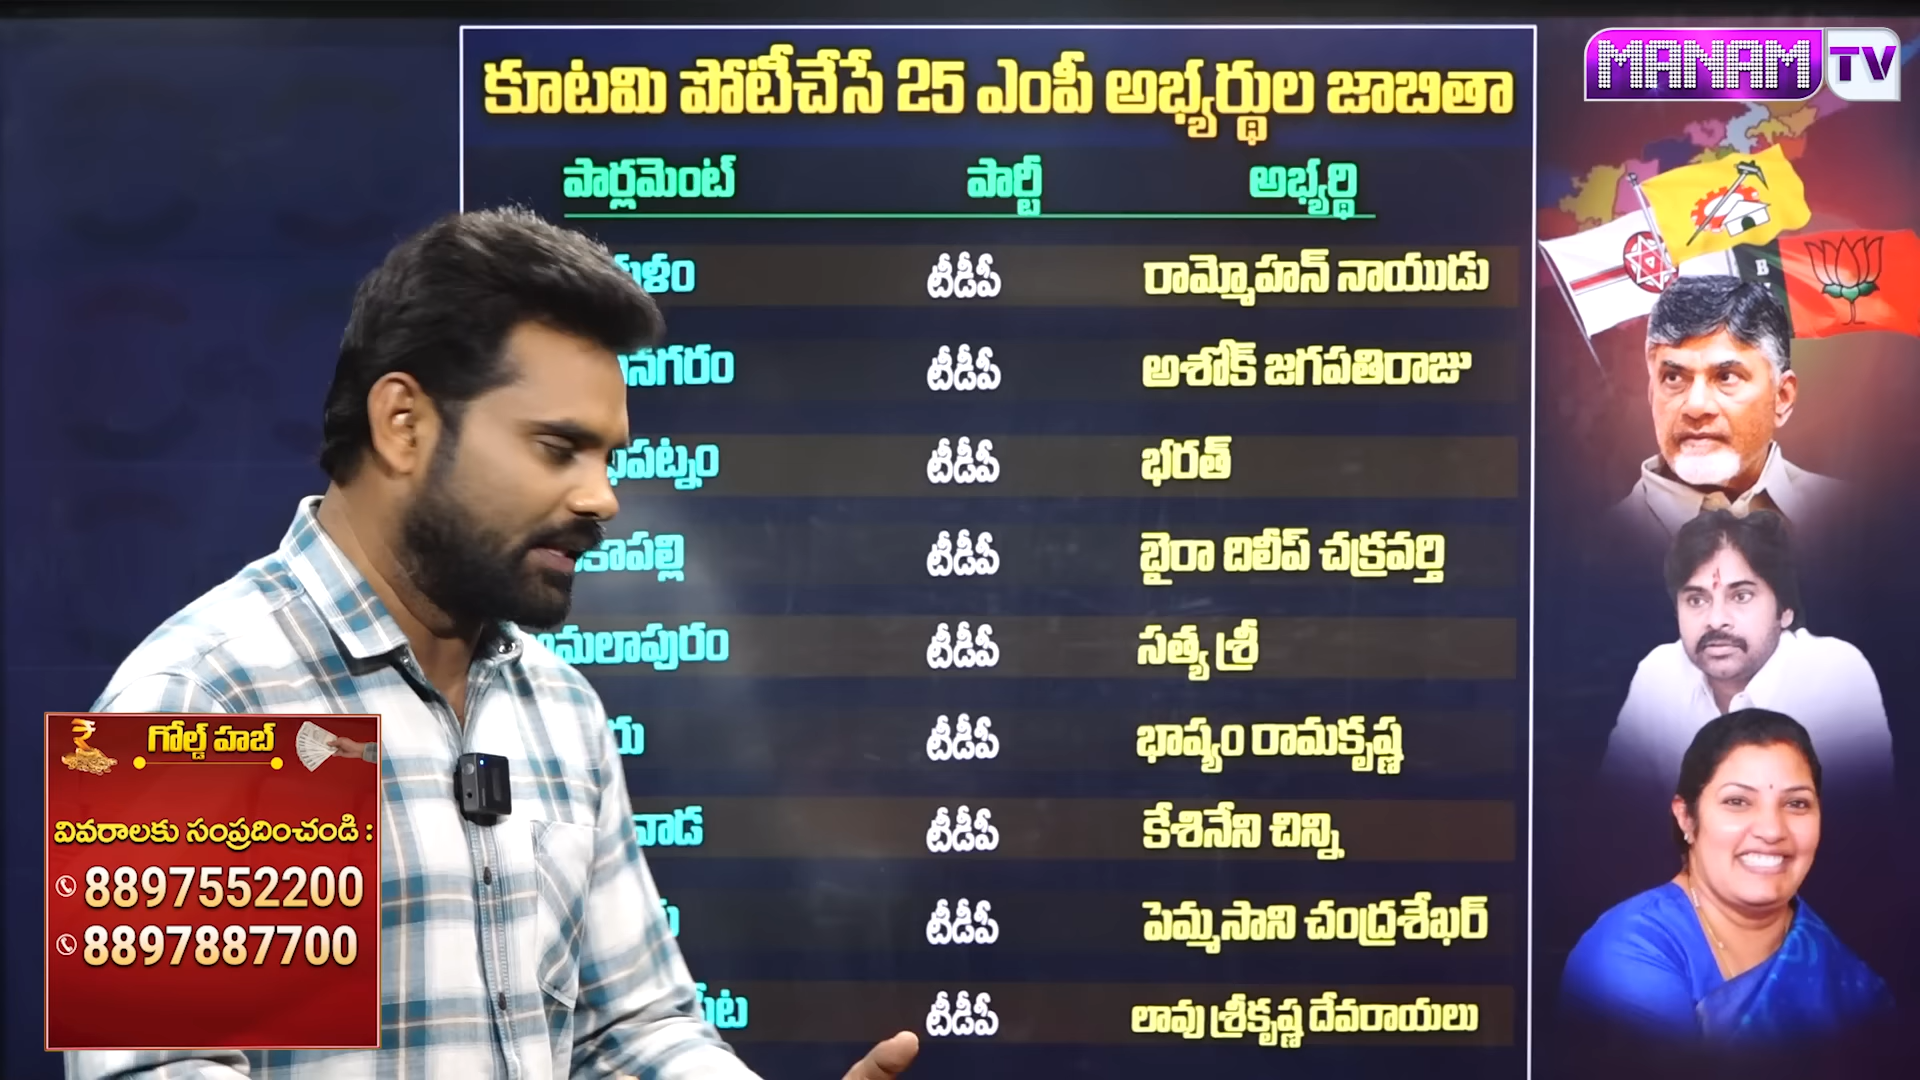 MANAM TV
కూటమి పోటీచేసే 25 ఎంపీ అభ్యర్థుల జాబితా
పార్లమెంట్ పార్టీ అభ్యర్థి
టీడీపీ రామ్మోహన్ నాయుడు
టీడీపీ అశోక్ జగపతిరాజు
టీడీపీ భరత్
టీడీపీ బైరా దిలీప్ చక్రవర్తి
అమలాపురం టీడీపీ సత్య శ్రీ
టీడీపీ భాష్యం రామకృష్ణ
టీడీపీ కేశినేని చిన్ని
టీడీపీ పెమ్మసాని చంద్రశేఖర్
టీడీపీ లావు శ్రీకృష్ణ దేవరాయలు
గోల్డ్ హబ్
వివరాలకు సంప్రదించండి :
8897552200
8897887700